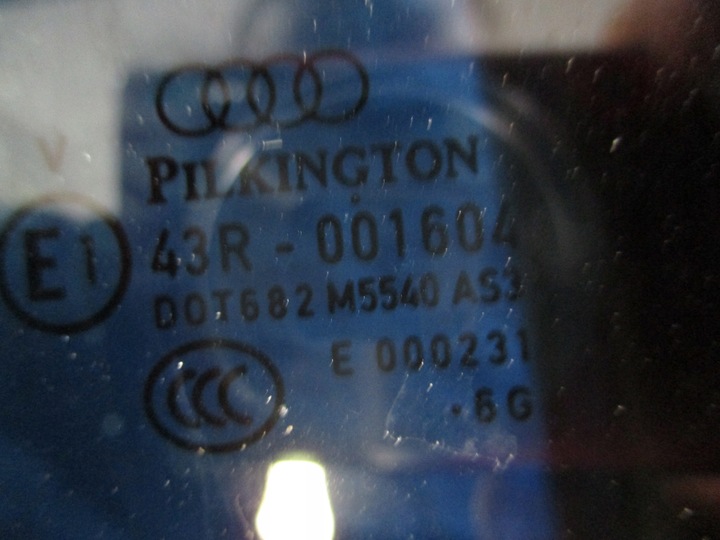 PILKINGTON
V
E1
43R - 001604
DOT682 M5540 AS3
E 000231
CCC
.6G